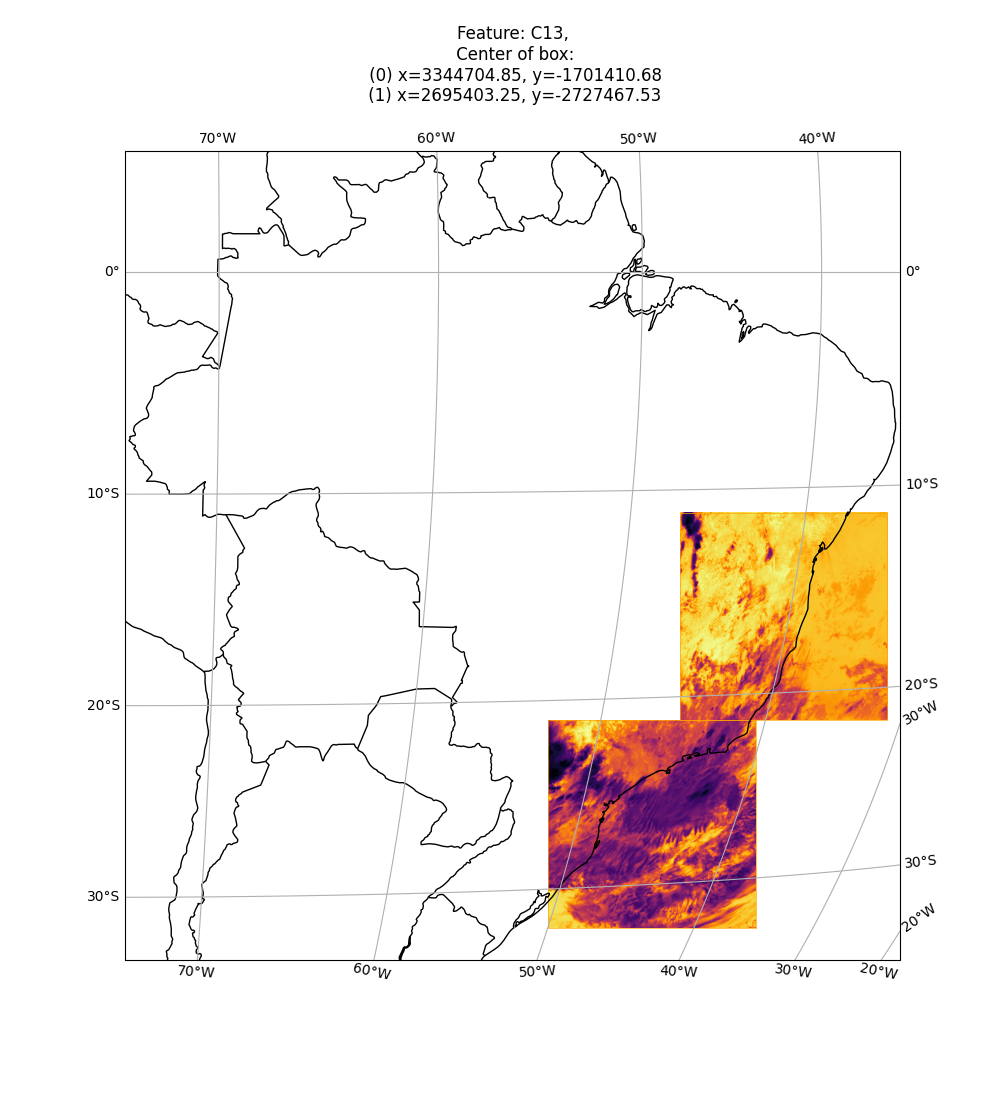 Feature: C13,
Center of box:
(0) x=3344704.85, y=-1701410.68
(1) x=2695403.25, y=-2727467.53
70°W 60°W 50°W 40°W
0° 0°
10°S 10°S
20°S 20°S
30°W
30°S 30°S
20°W
70°W 60°W 50°W 40°W 30°W 20°W